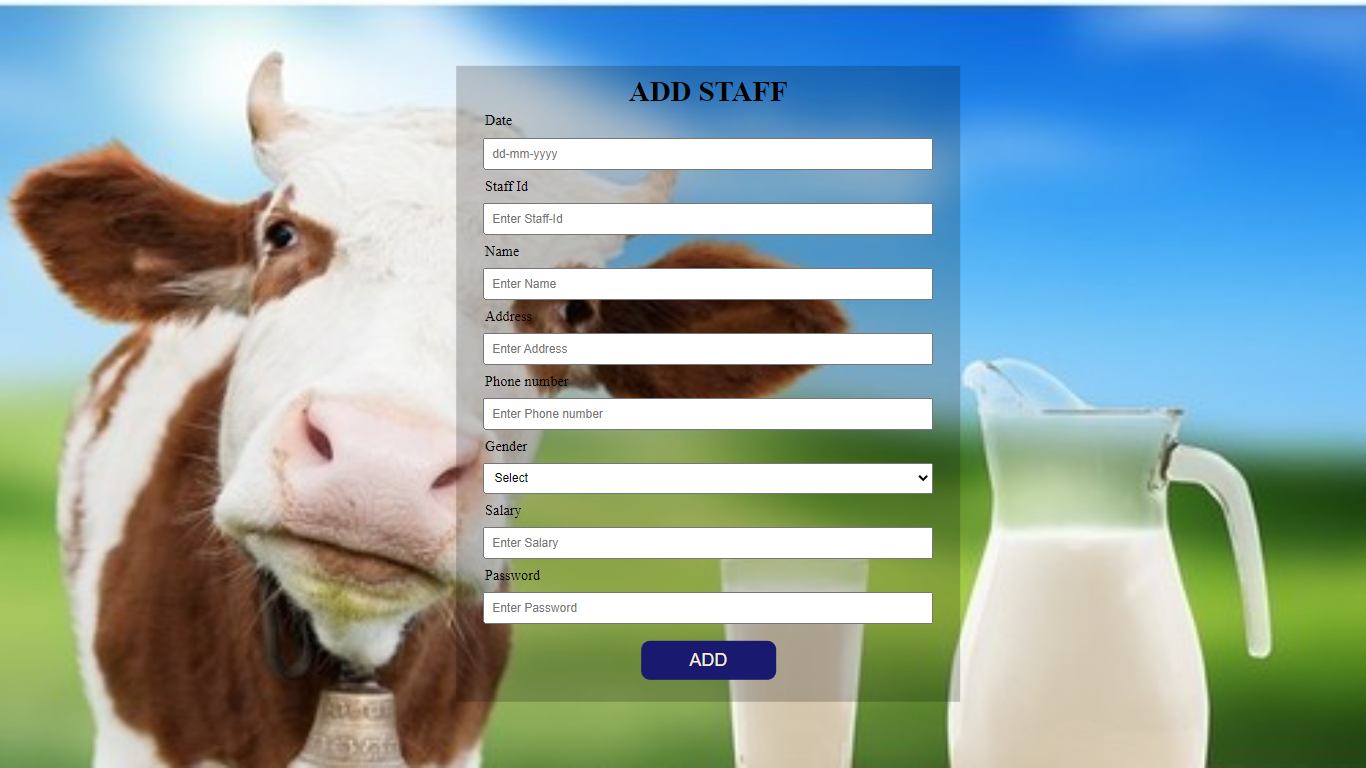 ADD STAFF
Date
dd-mm-yyyy
Staff Id
Enter Staff-Id
Name
Enter Name
Address
Enter Address
Phone number
Enter Phone number
Gender
Select
Salary
Enter Salary
Password
Enter Password
ADD